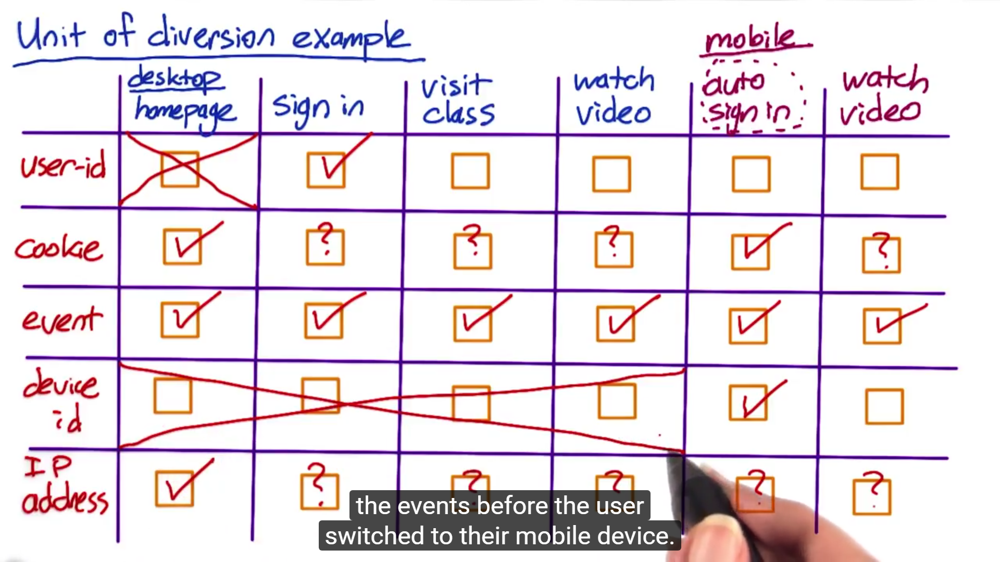 Unit of diversion example
mobile
desktop
homepage
sign in
visit
class
watch
video
auto
sign in
watch
video
user-id
cookie
? ? ? ?
event
device
id
IP
address
? ? ? ? ?
the events before the user
switched to their mobile device.